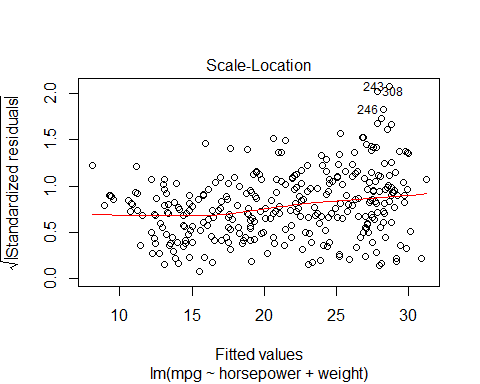 Scale-Location
√|Standardized residuals|
2.0
1.5
1.0
0.5
0.0
243
308
246
10 15 20 25 30
Fitted values
lm(mpg ~ horsepower + weight)